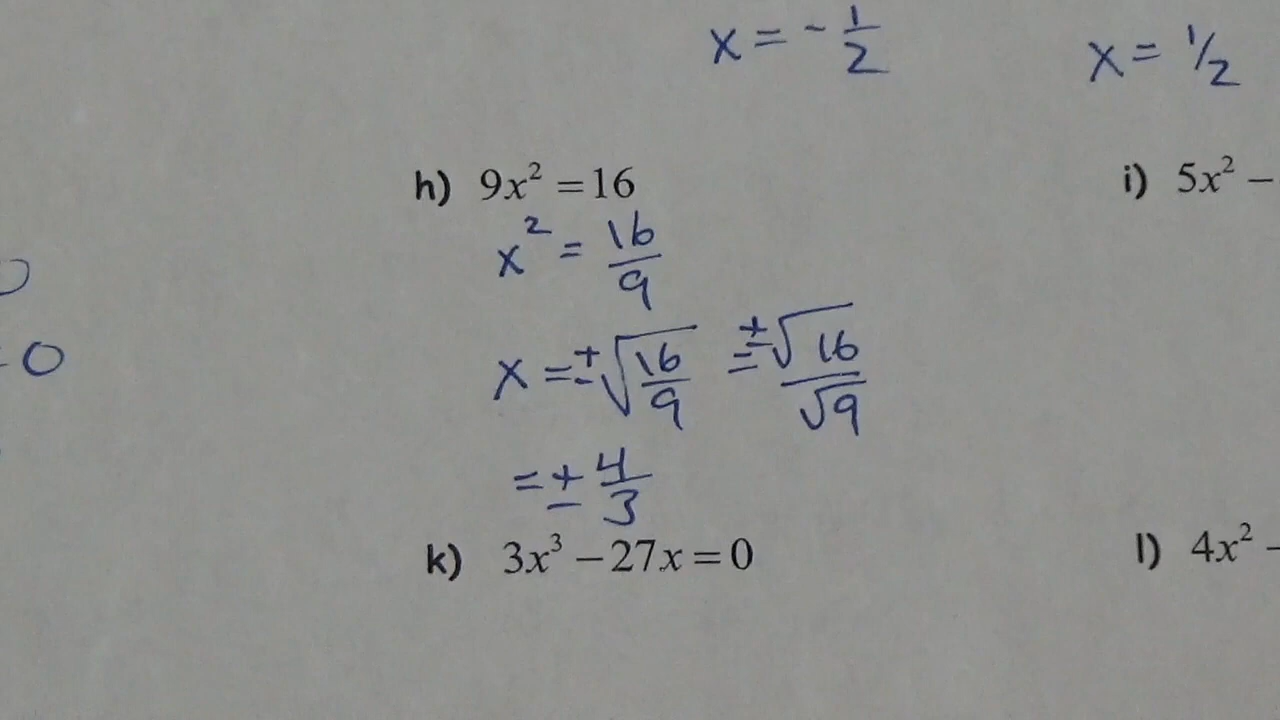 x = - 1/2
x = 1/2
h) 9x² = 16
i) 5x² –
x² = 16/9
0
x = ± √(16/9) = ± √16/√9
= ± 4/3
k) 3x³ – 27x = 0
l) 4x² –